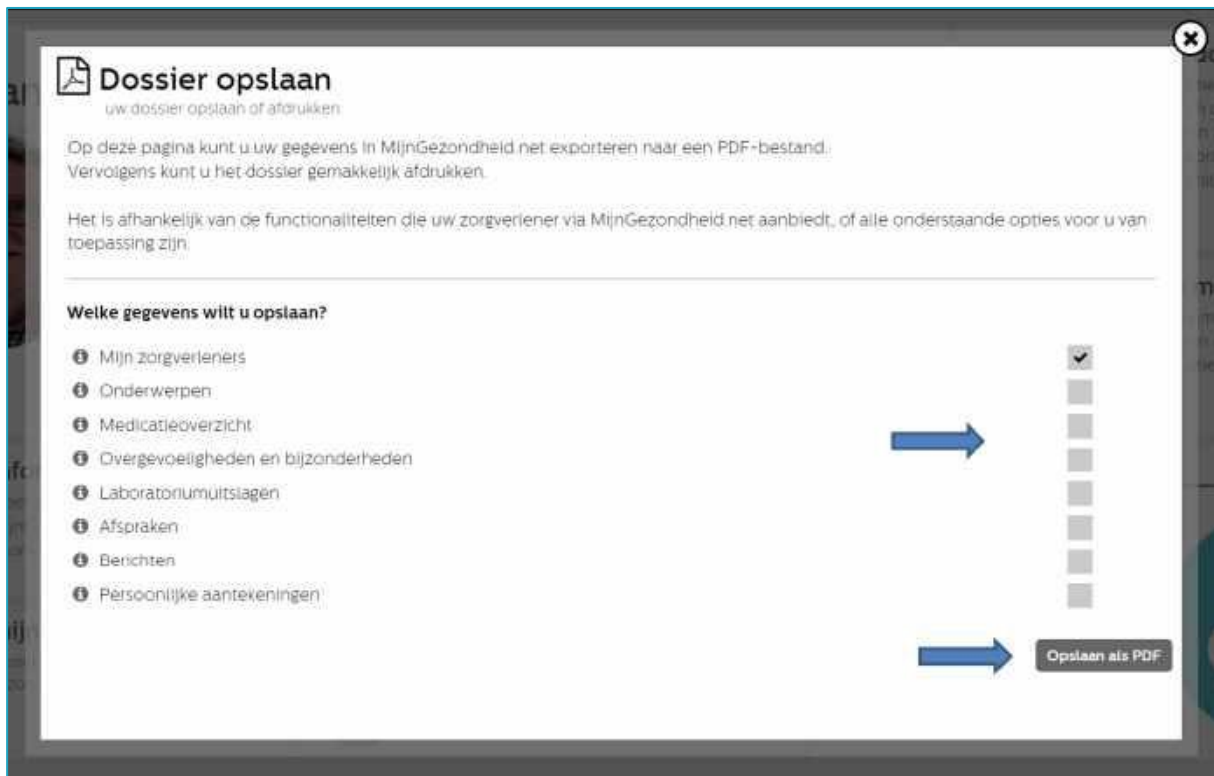 Dossier opslaan
uw dossier opslaan of afdrukken
Op deze pagina kunt u uw gegevens in MijnGezondheid.net exporteren naar een PDF-bestand.
Vervolgens kunt u het dossier gemakkelijk afdrukken.
Het is afhankelijk van de functionaliteiten die uw zorgverlener via MijnGezondheid.net aanbiedt, of alle onderstaande opties voor u van
toepassing zijn.
Welke gegevens wilt u opslaan?
Mijn zorgverleners
Onderwerpen
Medicatieoverzicht
Overgevoeligheden en bijzonderheden
Laboratoriumuitslagen
Afspraken
Berichten
Persoonlijke aantekeningen
Opslaan als PDF